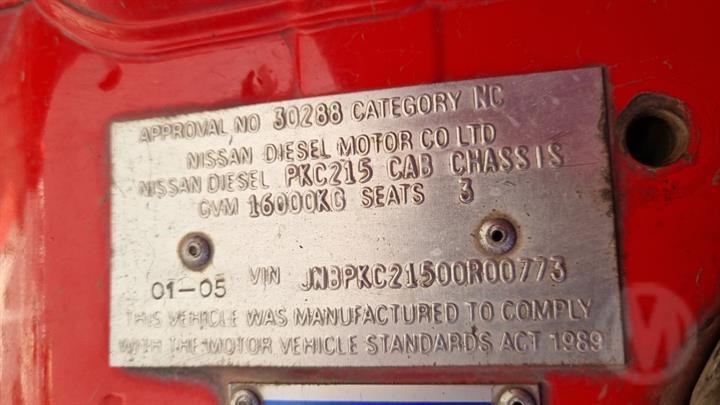 APPROVAL NO 30288 CATEGORY NC
NISSAN DIESEL MOTOR CO LTD
NISSAN DIESEL PKC215 CAB CHASSIS
GVM 16000KG SEATS 3
01-05 VIN JNBPKC21500R00773
THIS VEHICLE WAS MANUFACTURED TO COMPLY
WITH THE MOTOR VEHICLE STANDARDS ACT 1989